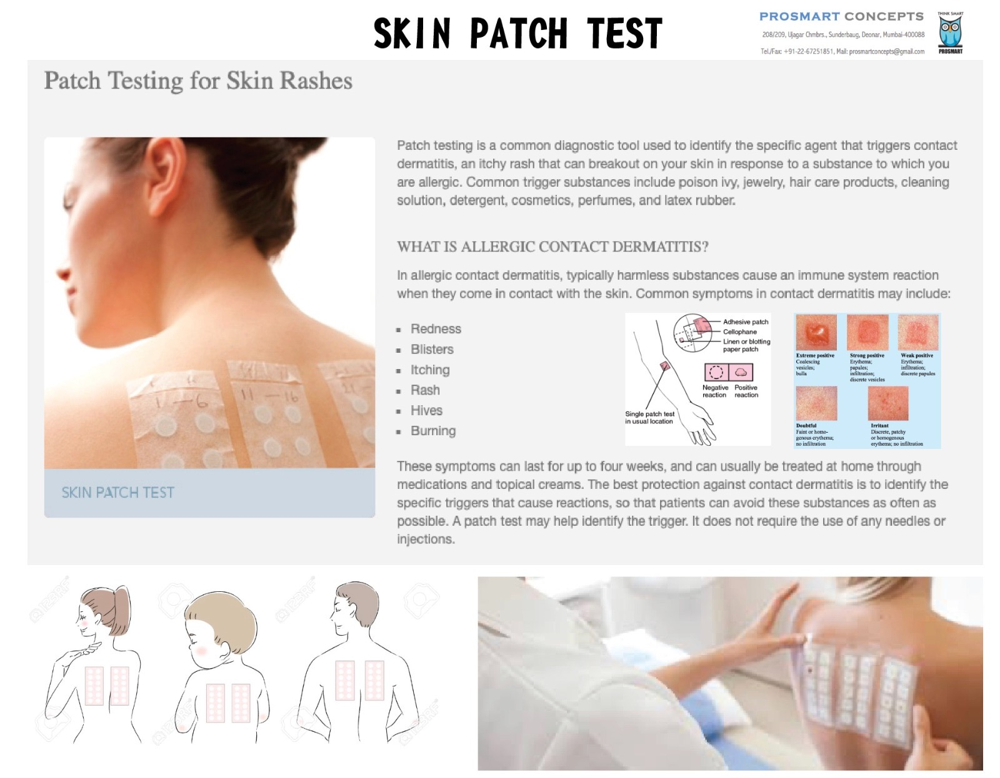 SKIN PATCH TEST
PROSMART CONCEPTS
208/209, Ujagar Chmbrs., Sunderbaug, Deonar, Mumbai-400088
Tel./Fax: +91-22-67251851, Mail: prosmartconcepts@gmail.com
THINK SMART
PROSMART
Patch Testing for Skin Rashes
Patch testing is a common diagnostic tool used to identify the specific agent that triggers contact
dermatitis, an itchy rash that can breakout on your skin in response to a substance to which you
are allergic. Common trigger substances include poison ivy, jewelry, hair care products, cleaning
solution, detergent, cosmetics, perfumes, and latex rubber.
WHAT IS ALLERGIC CONTACT DERMATITIS?
In allergic contact dermatitis, typically harmless substances cause an immune system reaction
when they come in contact with the skin. Common symptoms in contact dermatitis may include:
Redness
Blisters
Itching
Rash
Hives
Burning
Adhesive patch
Cellophane
Linen or blotting
paper patch
Negative
reaction
Positive
reaction
Single patch test
in usual location
Extreme positive
Coalescing
vesicles;
bulla
Strong positive
Erythema;
papules;
infiltration;
discrete vesicles
Weak positive
Erythema;
infiltration;
discrete papules
Doubtful
Faint or homo-
genous erythema;
no infiltration
Irritant
Discrete, patchy
or homogenous
erythema; no infiltration
These symptoms can last for up to four weeks, and can usually be treated at home through
medications and topical creams. The best protection against contact dermatitis is to identify the
specific triggers that cause reactions, so that patients can avoid these substances as often as
possible. A patch test may help identify the trigger. It does not require the use of any needles or
injections.
1 — 6
11 — 16
21 -
SKIN PATCH TEST
123RF
123RF
123RF
123RF